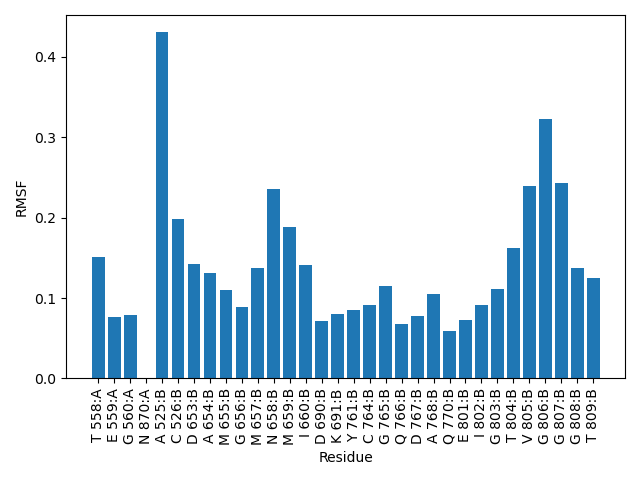 RMSF
0.4
0.3
0.2
0.1
0.0
T 558:A
E 559:A
G 560:A
N 870:A
A 525:B
C 526:B
D 653:B
A 654:B
M 655:B
G 656:B
M 657:B
N 658:B
M 659:B
I 660:B
D 690:B
K 691:B
Y 761:B
C 764:B
G 765:B
Q 766:B
D 767:B
A 768:B
Q 770:B
E 801:B
I 802:B
G 803:B
T 804:B
V 805:B
G 806:B
G 807:B
G 808:B
T 809:B
Residue